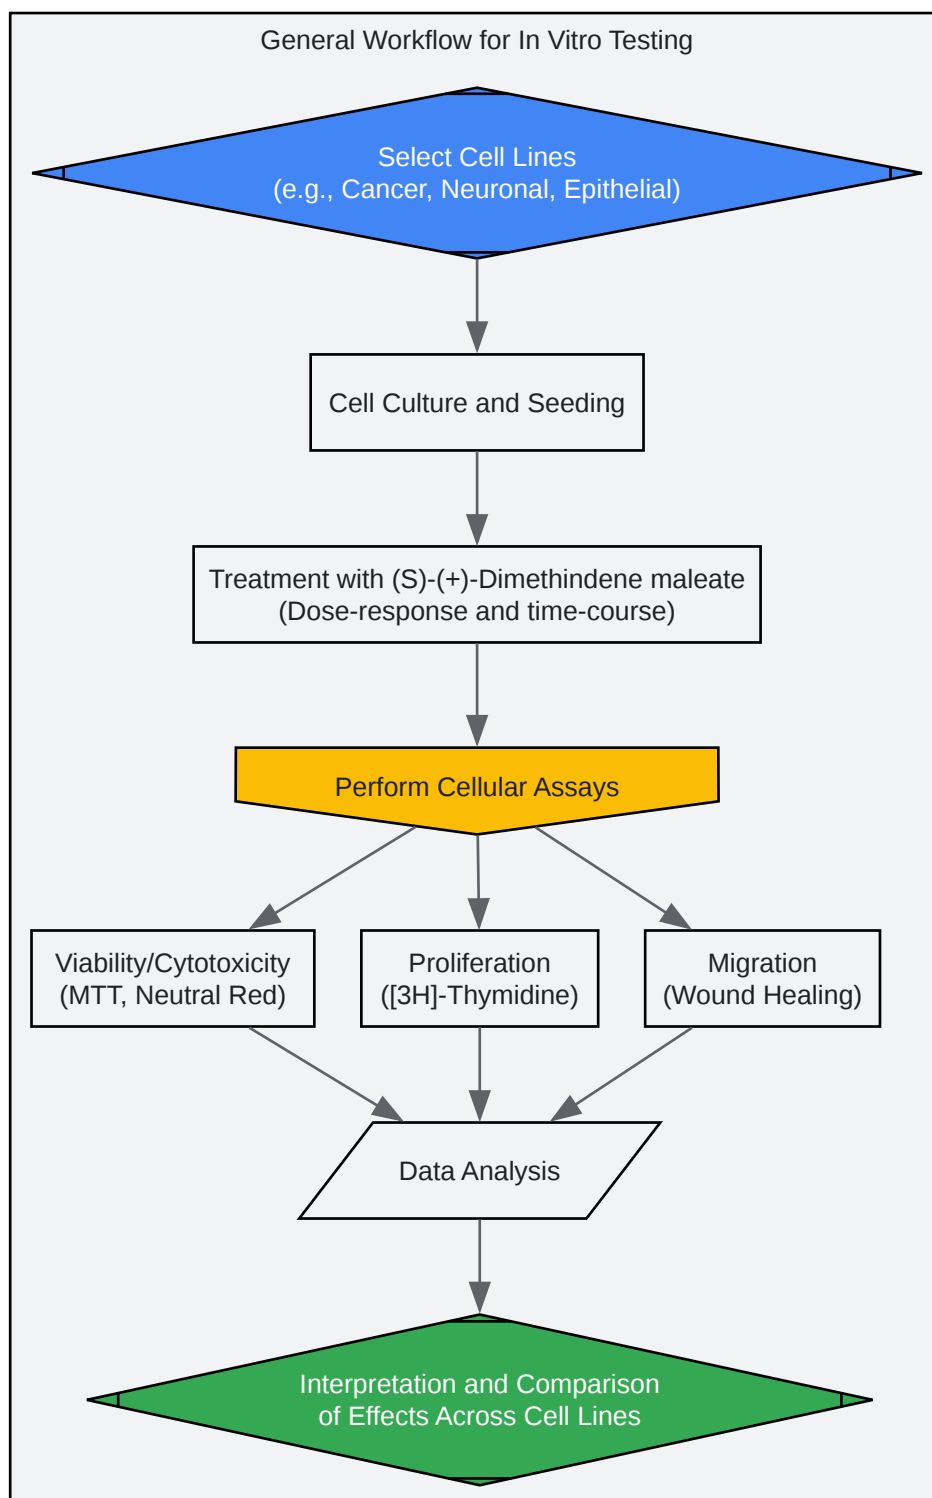 General Workflow for In Vitro Testing
Select Cell Lines
(e.g., Cancer, Neuronal, Epithelial)
Cell Culture and Seeding
Treatment with (S)-(+)-Dimethindene maleate
(Dose-response and time-course)
Perform Cellular Assays
Viability/Cytotoxicity
(MTT, Neutral Red)
Proliferation
([3H]-Thymidine)
Migration
(Wound Healing)
Data Analysis
Interpretation and Comparison
of Effects Across Cell Lines